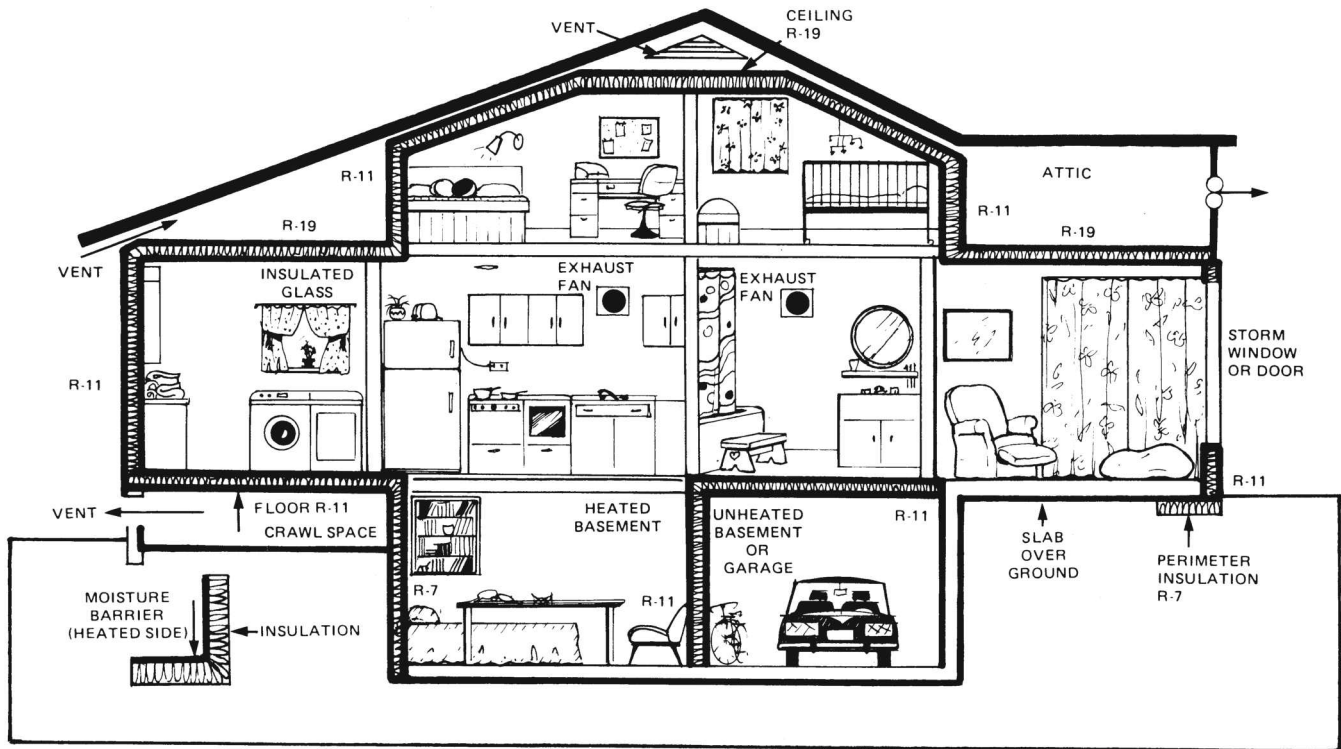 VENT
CEILING
R-19
R-11
ATTIC
R-11
R-19
R-19
VENT
INSULATED
GLASS
EXHAUST
FAN
EXHAUST
FAN
STORM
WINDOW
OR DOOR
R-11
R-11
VENT
FLOOR R-11
CRAWL SPACE
HEATED
BASEMENT
UNHEATED
BASEMENT
OR
GARAGE
R-11
SLAB
OVER
GROUND
PERIMETER
INSULATION
R-7
MOISTURE
BARRIER
(HEATED SIDE)
INSULATION
R-7
R-11